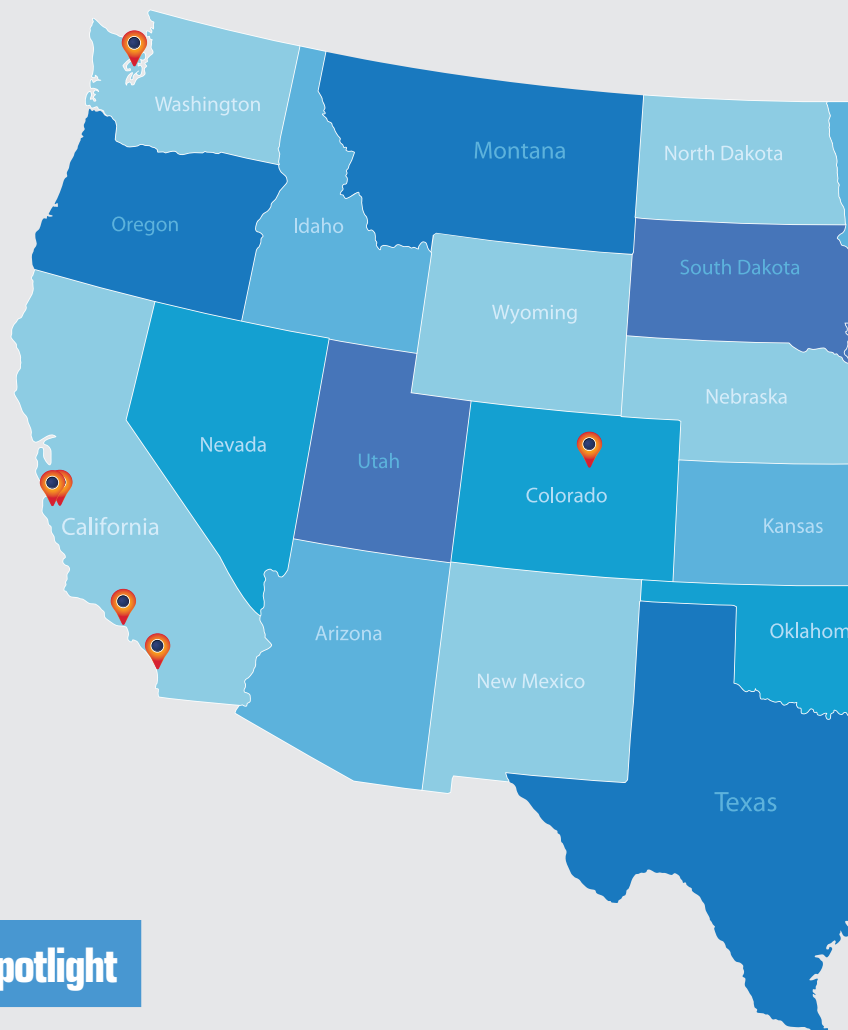 Washington
Montana
North Dakota
Oregon
Idaho
South Dakota
Wyoming
Nebraska
Nevada
Utah
Colorado
Kansas
California
Arizona
Oklahom
New Mexico
Texas
potlight